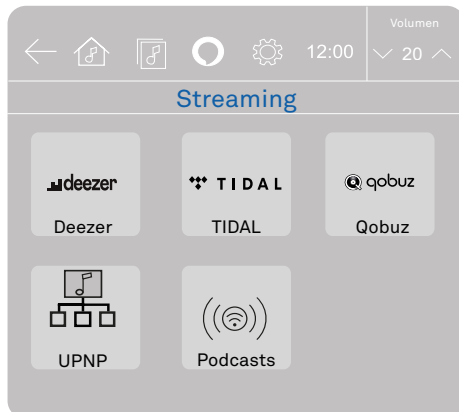 Volumen
12:00
20
Streaming
deezer
TIDAL
qobuz
Deezer
TIDAL
Qobuz
UPNP
Podcasts